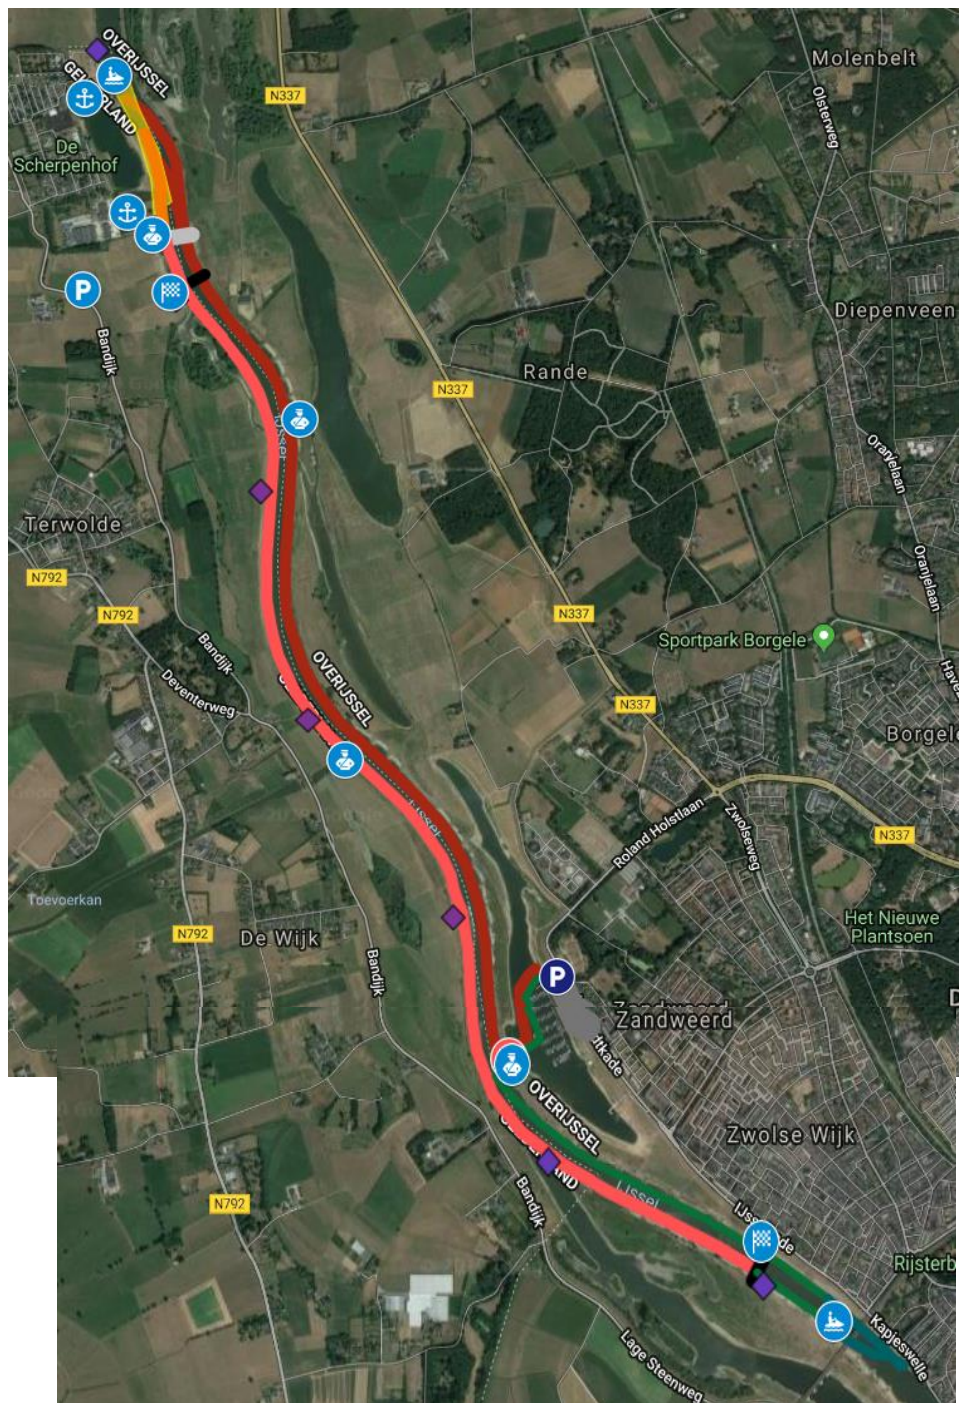 OVERIJSSEL
Molenbelt
GELDERLAND
N337
Olsterweg
De
Scherpenhof
P
Diepenveen
Bandijk
Rande
N337
IJssel
Oranjelaan
Terwolde
Oranjelaan
N792
N792
N337
Sportpark Borgele
Bandijk
Deventerweg
OVERIJSSEL
N337
Borgele
IJssel
Roland Holstlaan
Zwolseweg
N337
Toevoerkan
Het Nieuwe
Plantsoen
N792
De Wijk
Bandijk
P
Zandweerd
OVERIJSSEL
Zwolse Wijk
Bandijk
IJssel
N792
Rijsterb
Kapjeswelle
Lage Steenweg